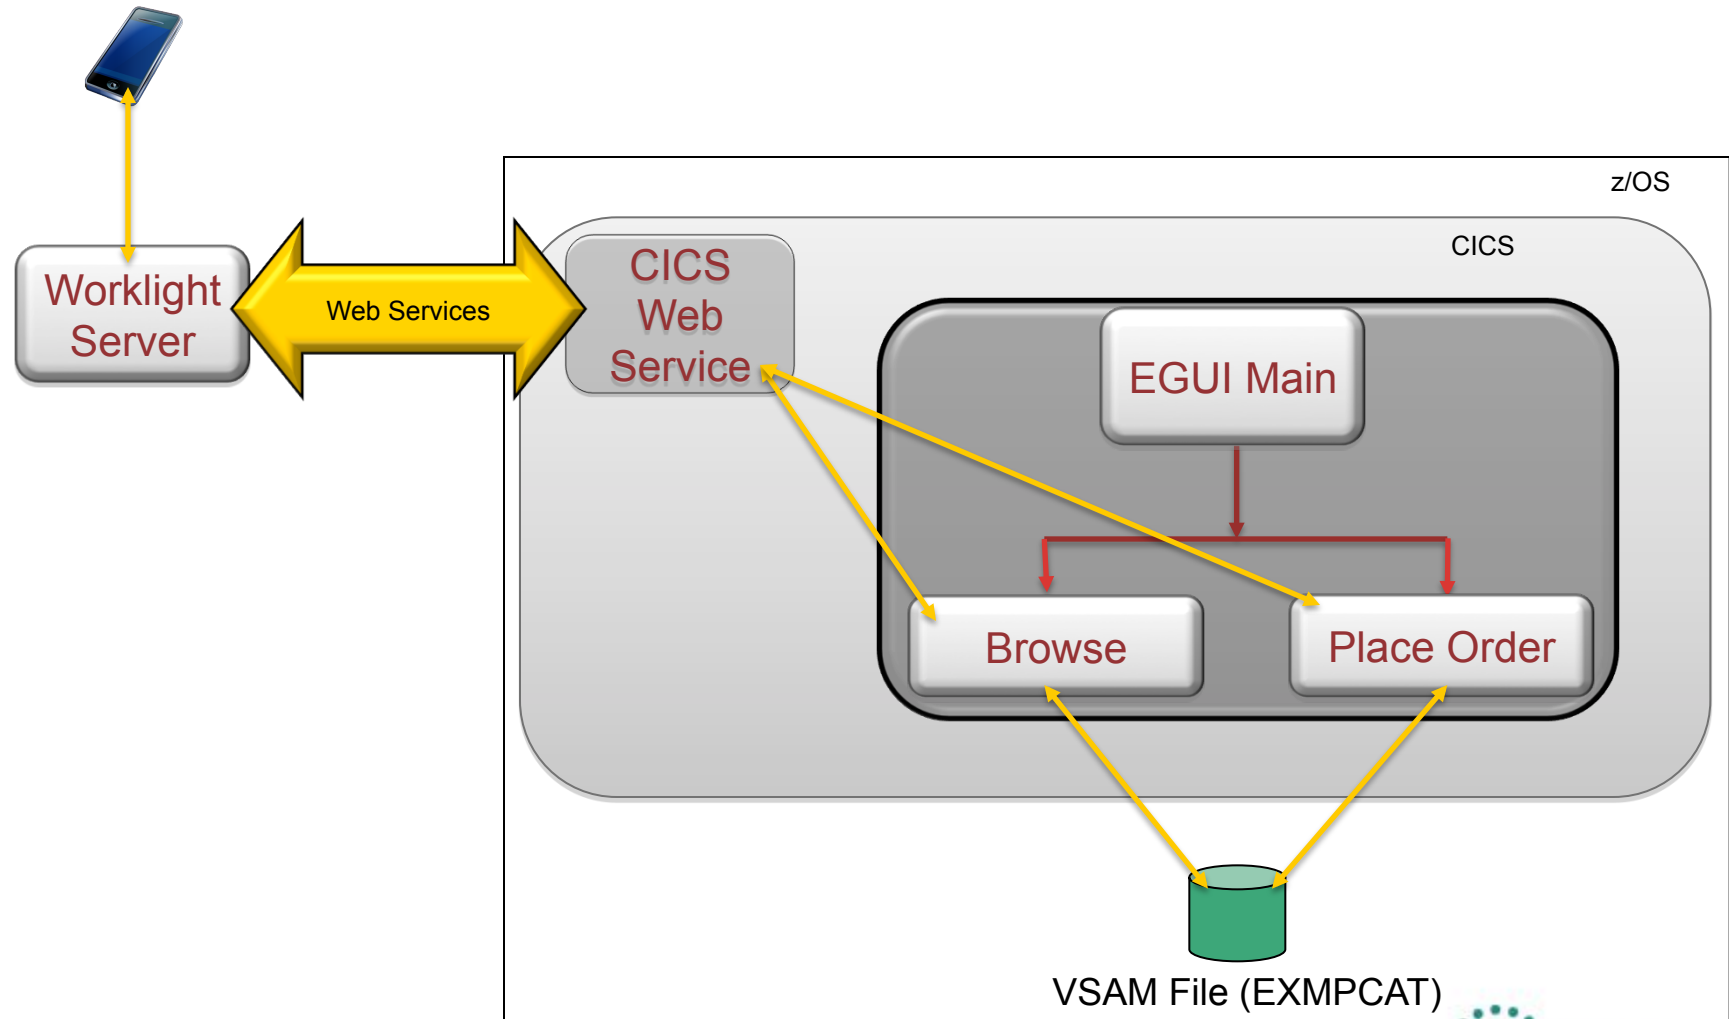 z/OS
CICS
Worklight
Server
Web Services
CICS
Web
Service
EGUI Main
Browse
Place Order
VSAM File (EXMPCAT)